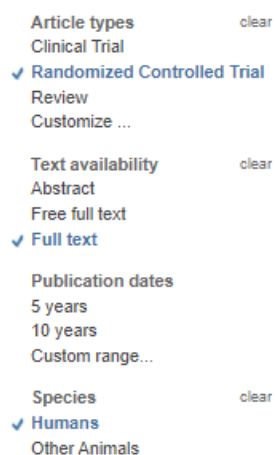 Article types clear
Clinical Trial
Randomized Controlled Trial
Review
Customize ...
Text availability clear
Abstract
Free full text
Full text
Publication dates
5 years
10 years
Custom range...
Species clear
Humans
Other Animals